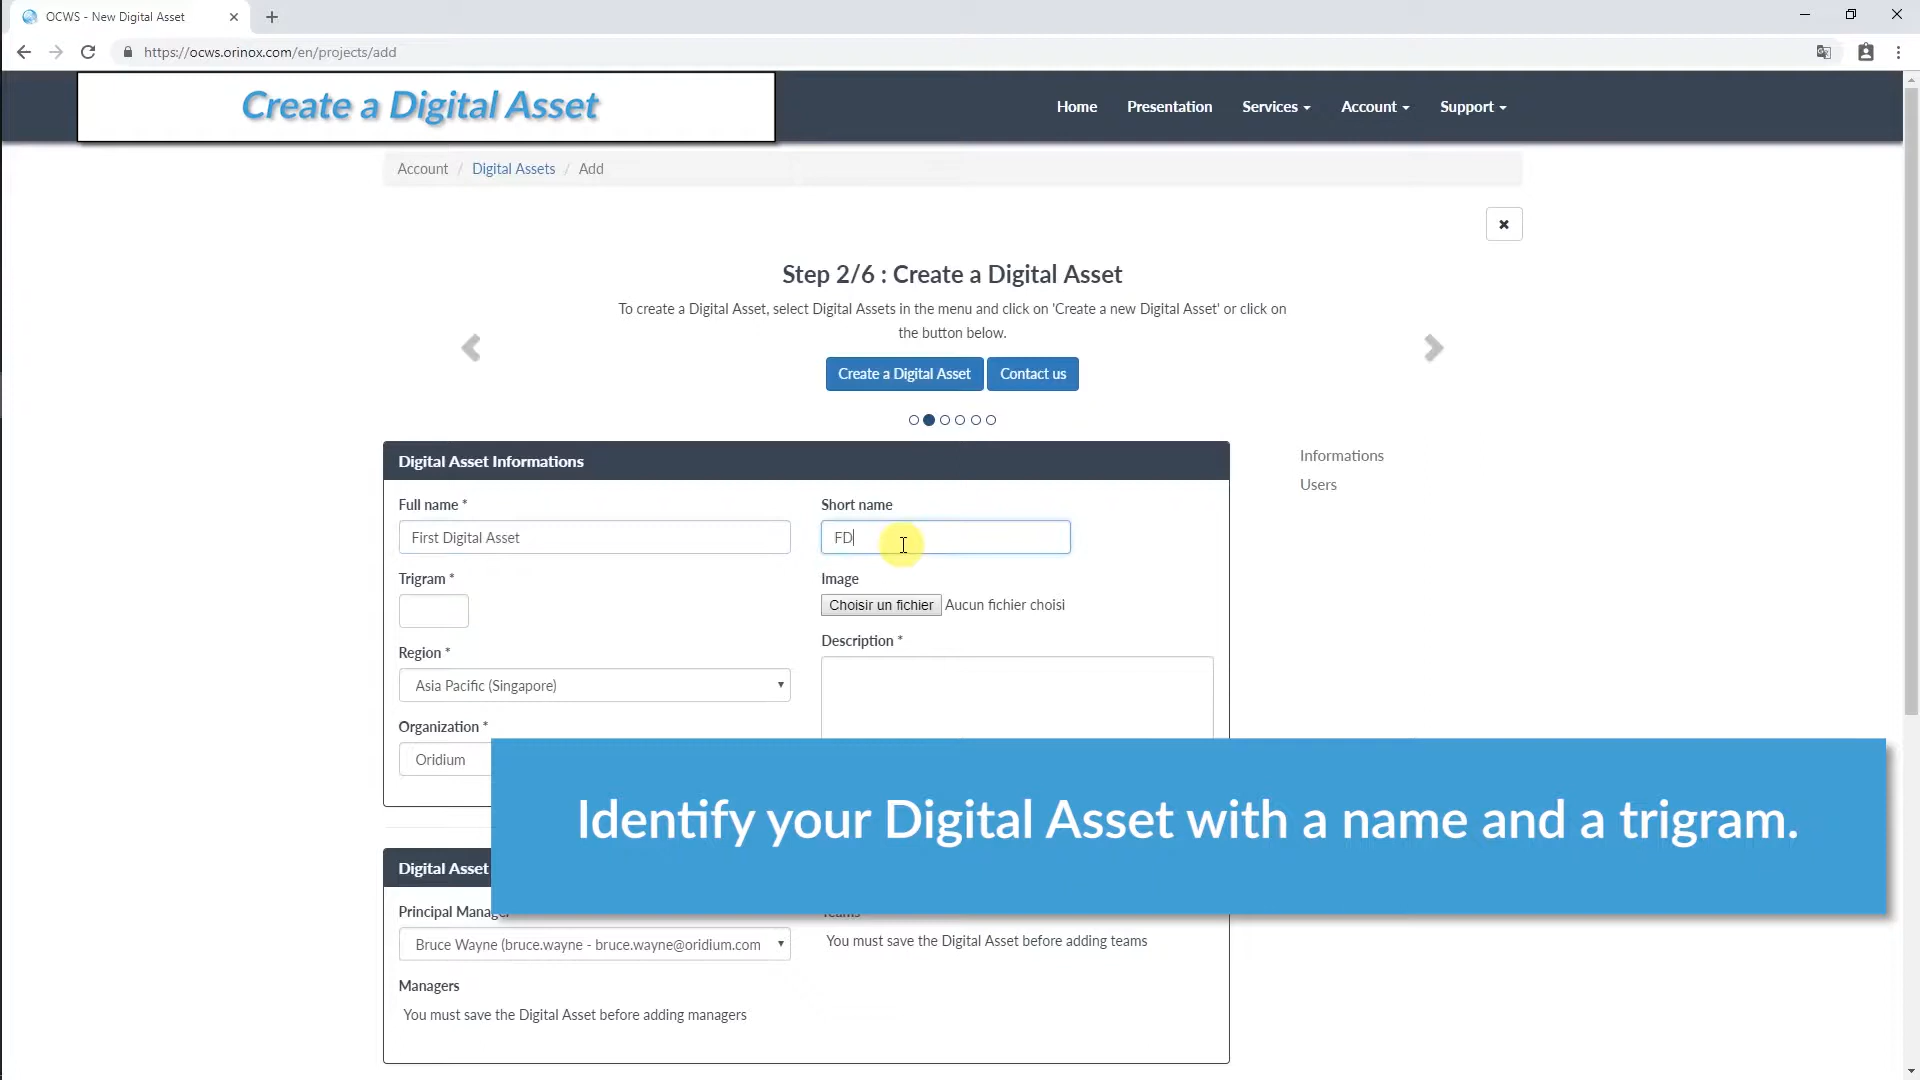 OCWS - New Digital Asset
https://ocws.orinox.com/en/projects/add
Create a Digital Asset
Home Presentation Services Account Support
Account / Digital Assets / Add
Step 2/6 : Create a Digital Asset
To create a Digital Asset, select Digital Assets in the menu and click on 'Create a new Digital Asset' or click on
the button below.
Create a Digital Asset Contact us
Digital Asset Informations
Informations
Users
Full name *
First Digital Asset
Short name
FD
Trigram *
Image
Choisir un fichier Aucun fichier choisi
Region *
Asia Pacific (Singapore)
Description *
Organization *
Oridium
Identify your Digital Asset with a name and a trigram.
Digital Asset
Principal Manager
Bruce Wayne (bruce.wayne - bruce.wayne@oridium.com
Teams
You must save the Digital Asset before adding teams
Managers
You must save the Digital Asset before adding managers